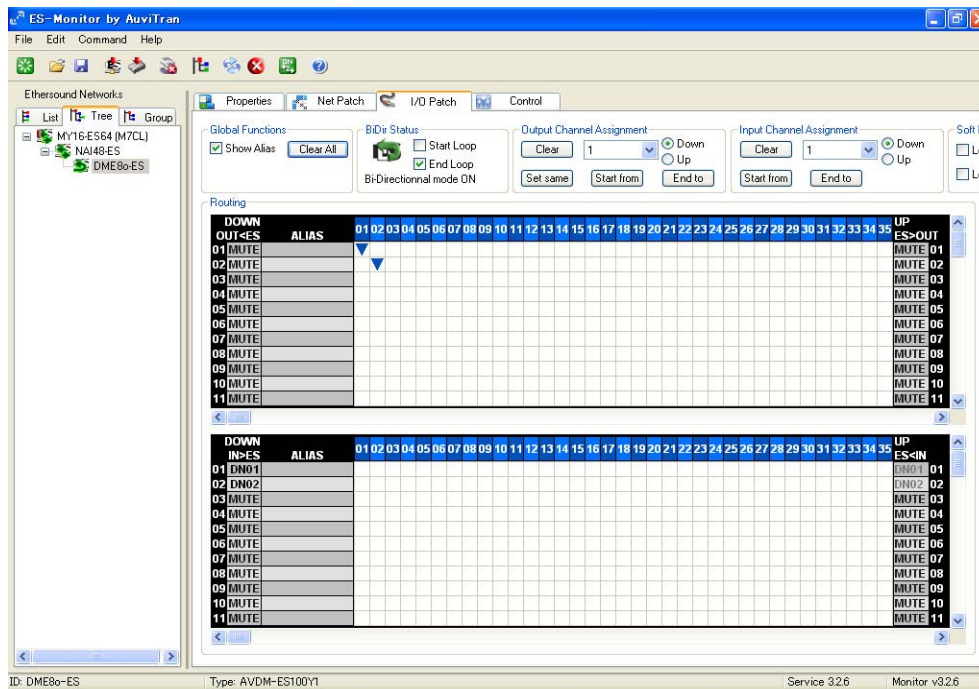 ES-Monitor by AuviTran
File Edit Command Help
Ethersound Networks
List Tree Group
MY16-ES64 (M7CL)
NAI48-ES
DME8o-ES
Properties Net Patch I/O Patch Control
Global Functions BiDir Status Output Channel Assignment Input Channel Assignment Soft
Show Alias Clear All Start Loop Clear 1 Down Clear 1 Down
End Loop Up Up
Bi-Directionnal mode ON Set same Start from End to Start from End to
Routing
DOWN UP
OUT<ES ALIAS 01 02 03 04 05 06 07 08 09 10 11 12 13 14 15 16 17 18 19 20 21 22 23 24 25 26 27 28 29 30 31 32 33 34 35 ES>OUT
01 MUTE MUTE 01
02 MUTE MUTE 02
03 MUTE MUTE 03
04 MUTE MUTE 04
05 MUTE MUTE 05
06 MUTE MUTE 06
07 MUTE MUTE 07
08 MUTE MUTE 08
09 MUTE MUTE 09
10 MUTE MUTE 10
11 MUTE MUTE 11
DOWN UP
IN>ES ALIAS 01 02 03 04 05 06 07 08 09 10 11 12 13 14 15 16 17 18 19 20 21 22 23 24 25 26 27 28 29 30 31 32 33 34 35 ES<IN
01 DN01 DN01 01
02 DN02 DN02 02
03 MUTE MUTE 03
04 MUTE MUTE 04
05 MUTE MUTE 05
06 MUTE MUTE 06
07 MUTE MUTE 07
08 MUTE MUTE 08
09 MUTE MUTE 09
10 MUTE MUTE 10
11 MUTE MUTE 11
ID: DME8o-ES Type: AVDM-ES100Y1 Service 3.2.6 Monitor v3.2.6